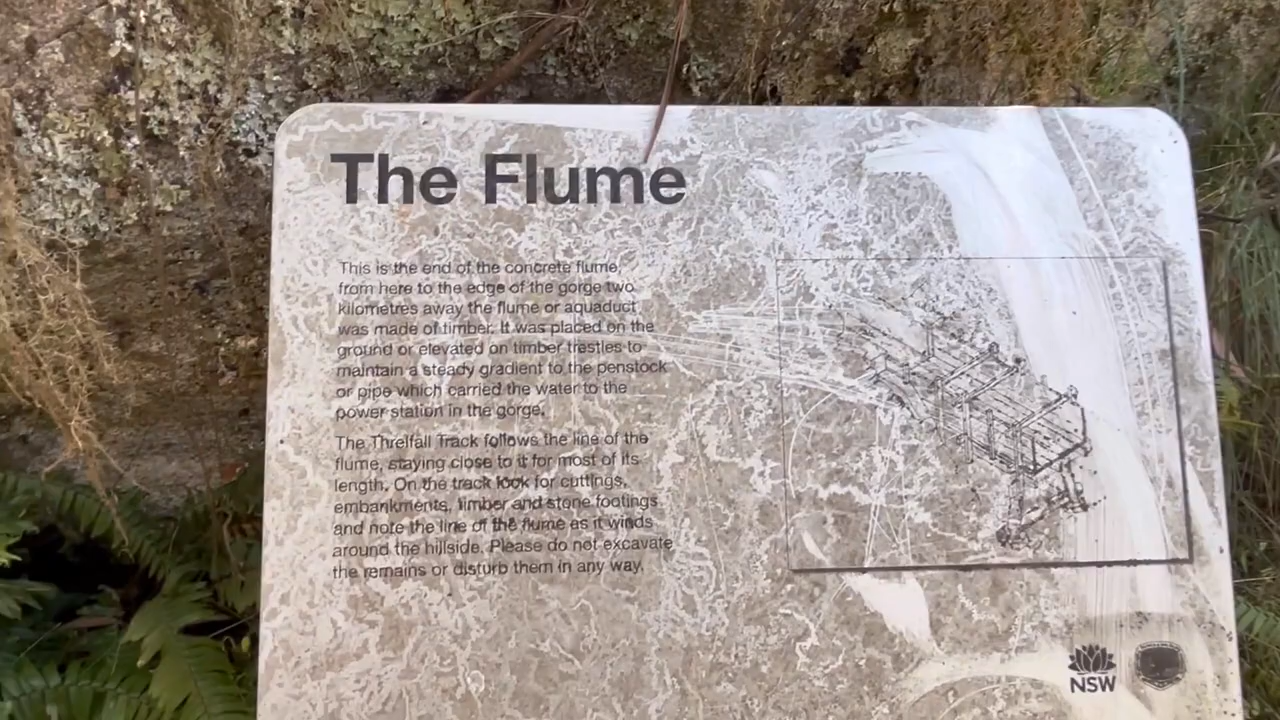 The Flume
This is the end of the concrete flume,
from here to the edge of the gorge two
kilometres away the flume or aquaduct
was made of timber. It was placed on the
ground or elevated on timber trestles to
maintain a steady gradient to the penstock
or pipe which carried the water to the
power station in the gorge.
The Threlfall Track follows the line of the
flume, staying close to it for most of its
length. On the track look for cuttings,
embankments, timber and stone footings
and note the line of the flume as it winds
around the hillside. Please do not excavate
the remains or disturb them in any way.
NSW